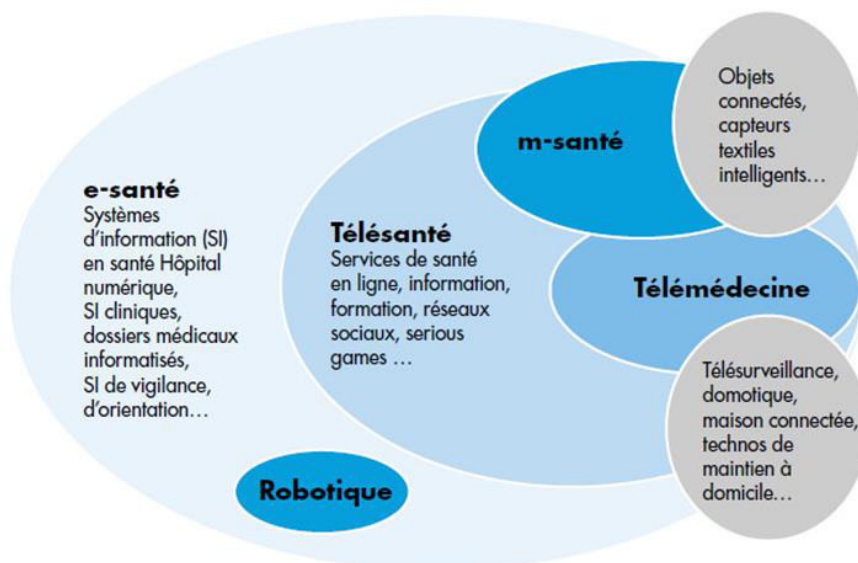 e-santé
Systèmes
d'information (SI)
en santé Hôpital
numérique,
SI cliniques,
dossiers médicaux
informatisés,
SI de vigilance,
d'orientation...
Télésanté
Services de santé
en ligne, information,
formation, réseaux
sociaux, serious
games ...
m-santé
Objets
connectés,
capteurs
textiles
intelligents...
Télémédecine
Télésurveillance,
domotique,
maison connectée,
technos de
maintien à
domicile...
Robotique